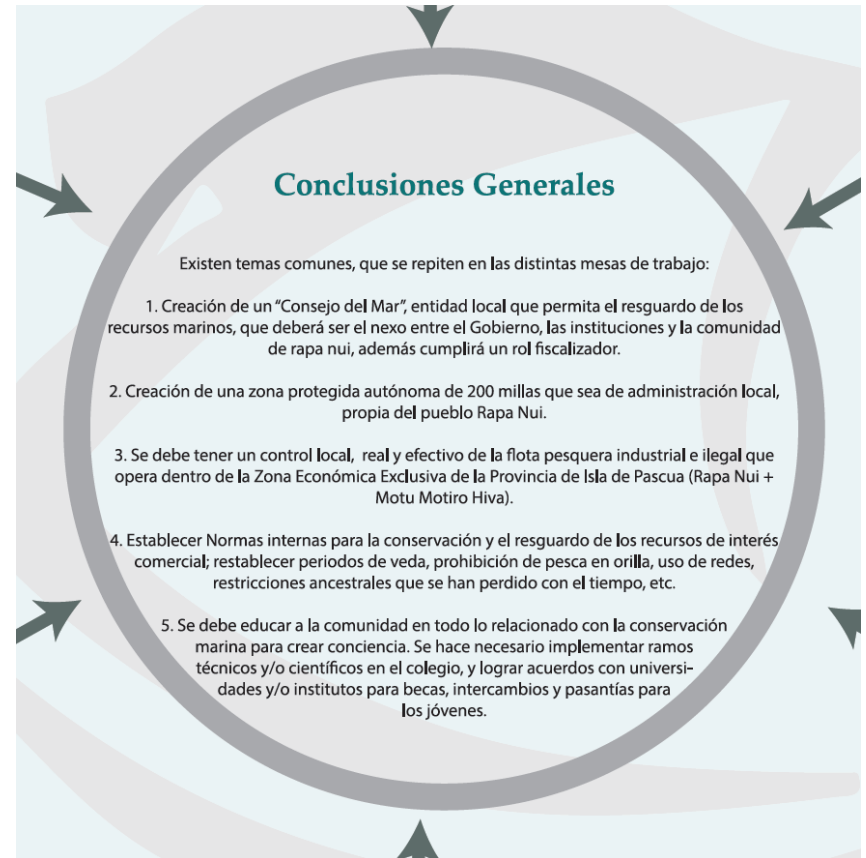 Conclusiones Generales
Existen temas comunes, que se repiten en las distintas mesas de trabajo:
1. Creación de un “Consejo del Mar”, entidad local que permita el resguardo de los
recursos marinos, que deberá ser el nexo entre el Gobierno, las instituciones y la comunidad
de rapa nui, además cumplirá un rol fiscalizador.
2. Creación de una zona protegida autónoma de 200 millas que sea de administración local,
propia del pueblo Rapa Nui.
3. Se debe tener un control local, real y efectivo de la flota pesquera industrial e ilegal que
opera dentro de la Zona Económica Exclusiva de la Provincia de Isla de Pascua (Rapa Nui +
Motu Motiro Hiva).
4. Establecer Normas internas para la conservación y el resguardo de los recursos de interés
comercial; restablecer periodos de veda, prohibición de pesca en orilla, uso de redes,
restricciones ancestrales que se han perdido con el tiempo, etc.
5. Se debe educar a la comunidad en todo lo relacionado con la conservación
marina para crear conciencia. Se hace necesario implementar ramos
técnicos y/o científicos en el colegio, y lograr acuerdos con universi-
dades y/o institutos para becas, intercambios y pasantías para
los jóvenes.